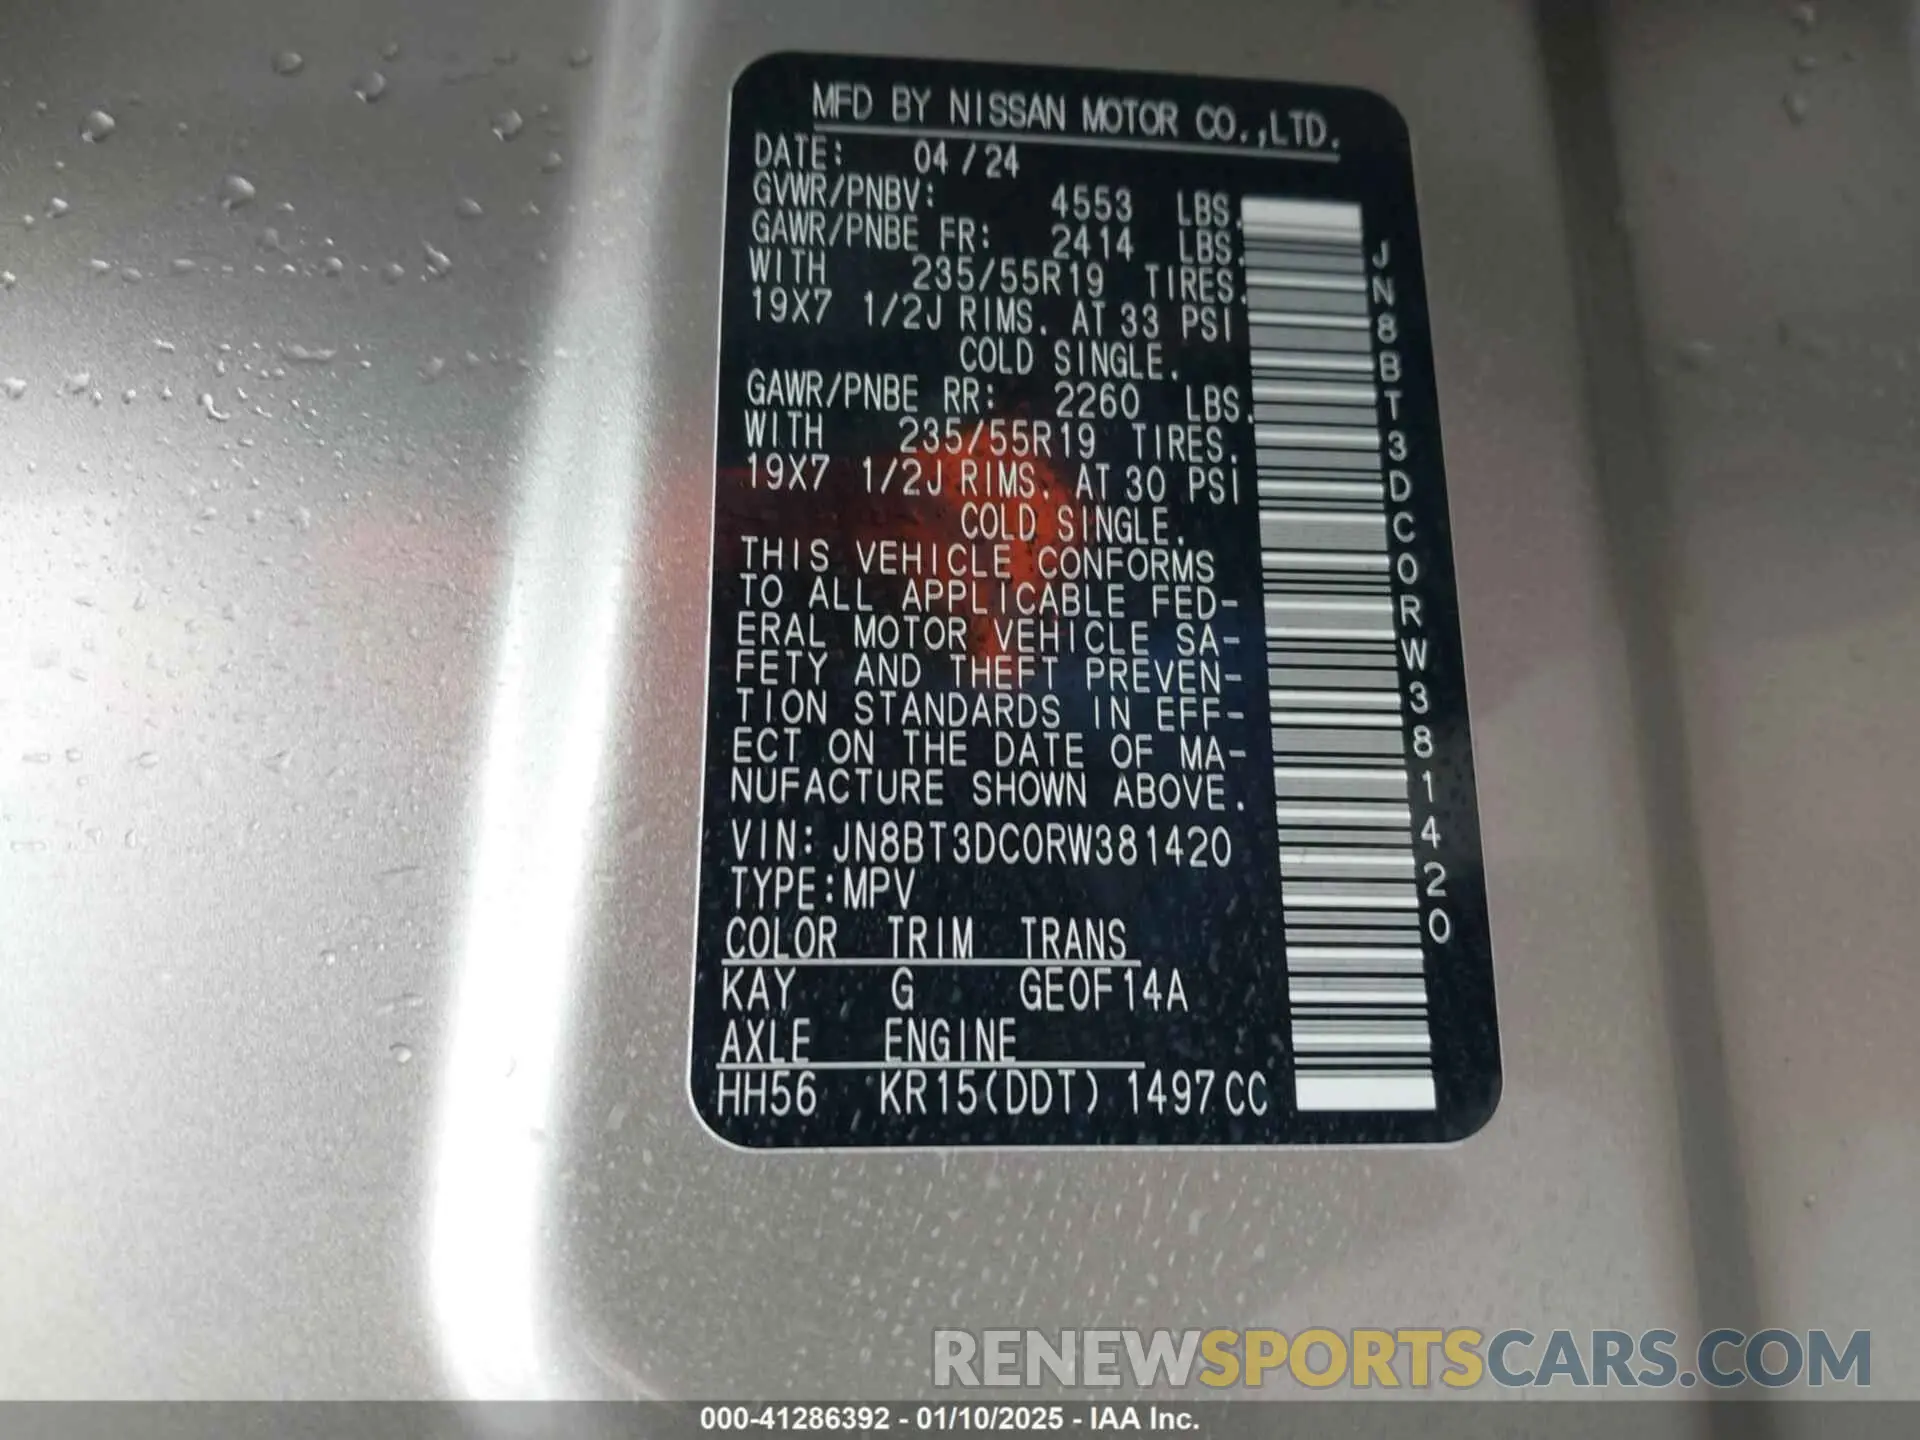 MFD BY NISSAN MOTOR CO.,LTD.
DATE: 04/24
GVWR/PNBV: 4553 LBS.
GAWR/PNBE FR: 2414 LBS.
WITH 235/55R19 TIRES.
19X7 1/2J RIMS. AT 33 PSI
COLD SINGLE.
GAWR/PNBE RR: 2260 LBS.
WITH 235/55R19 TIRES.
19X7 1/2J RIMS. AT 30 PSI
COLD SINGLE.
THIS VEHICLE CONFORMS
TO ALL APPLICABLE FED-
ERAL MOTOR VEHICLE SA-
FETY AND THEFT PREVEN-
TION STANDARDS IN EFF-
ECT ON THE DATE OF MA-
NUFACTURE SHOWN ABOVE.
VIN: JN8BT3DC0RW381420
TYPE:MPV
COLOR TRIM TRANS
KAY G GE0F14A
AXLE ENGINE
HH56 KR15(DDT) 1497CC
JN8BT3DC0RW381420
RENEWSPORTSCARS.COM
000-41286392 - 01/10/2025 - IAA Inc.